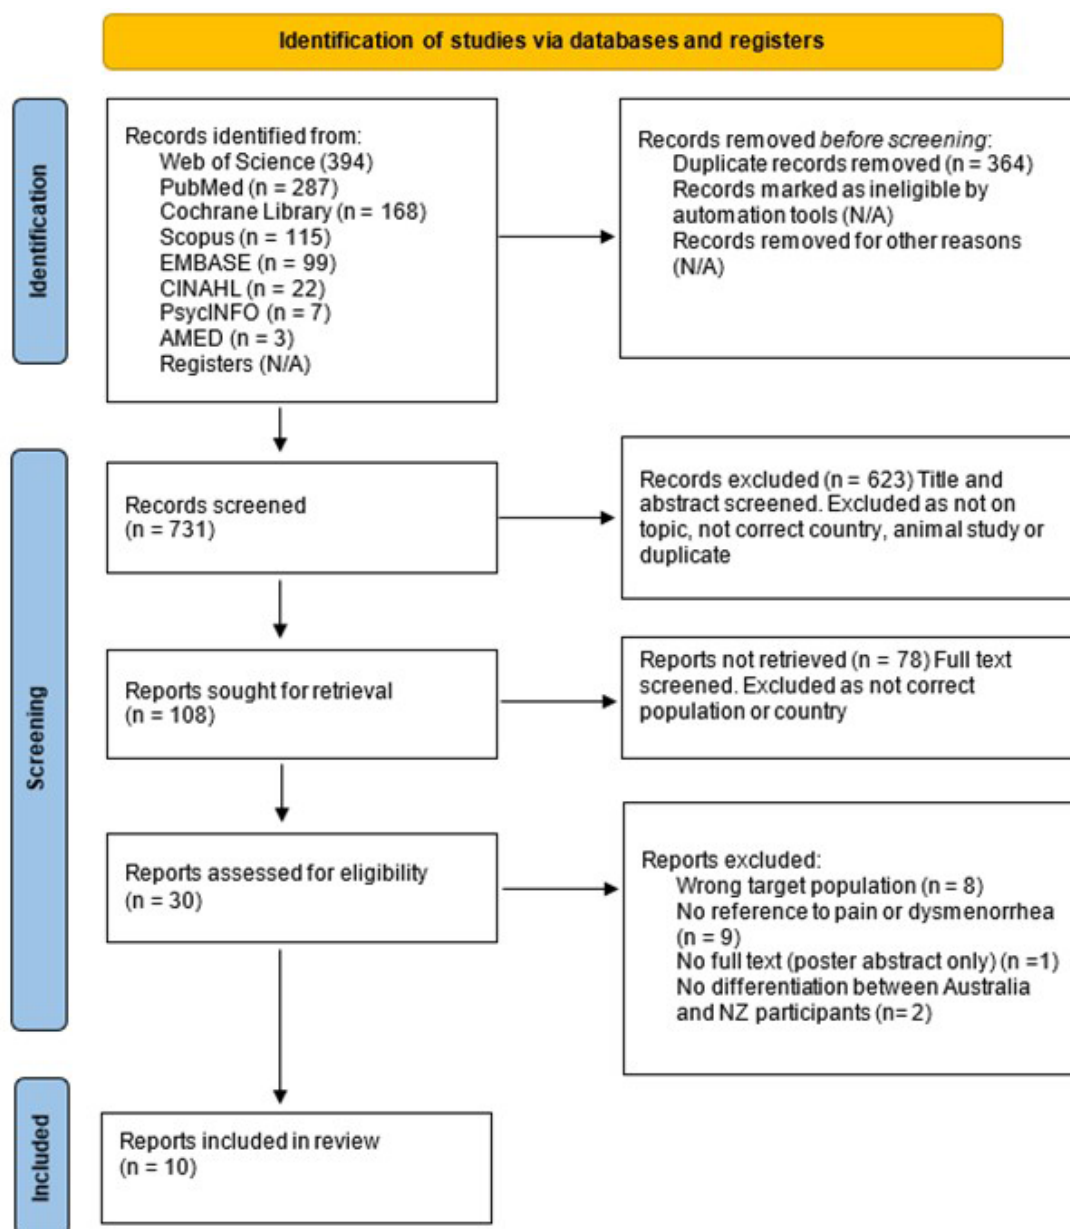 Identification of studies via databases and registers
Identification
Records identified from:
Web of Science (394)
PubMed (n = 287)
Cochrane Library (n = 168)
Scopus (n = 115)
EMBASE (n = 99)
CINAHL (n = 22)
PsycINFO (n = 7)
AMED (n = 3)
Registers (N/A)
Records removed before screening:
Duplicate records removed (n = 364)
Records marked as ineligible by
automation tools (N/A)
Records removed for other reasons
(N/A)
Screening
Records screened
(n = 731)
Records excluded (n = 623) Title and
abstract screened. Excluded as not on
topic, not correct country, animal study or
duplicate
Reports sought for retrieval
(n = 108)
Reports not retrieved (n = 78) Full text
screened. Excluded as not correct
population or country
Reports assessed for eligibility
(n = 30)
Reports excluded:
Wrong target population (n = 8)
No reference to pain or dysmenorrhea
(n = 9)
No full text (poster abstract only) (n =1)
No differentiation between Australia
and NZ participants (n= 2)
Included
Reports included in review
(n = 10)